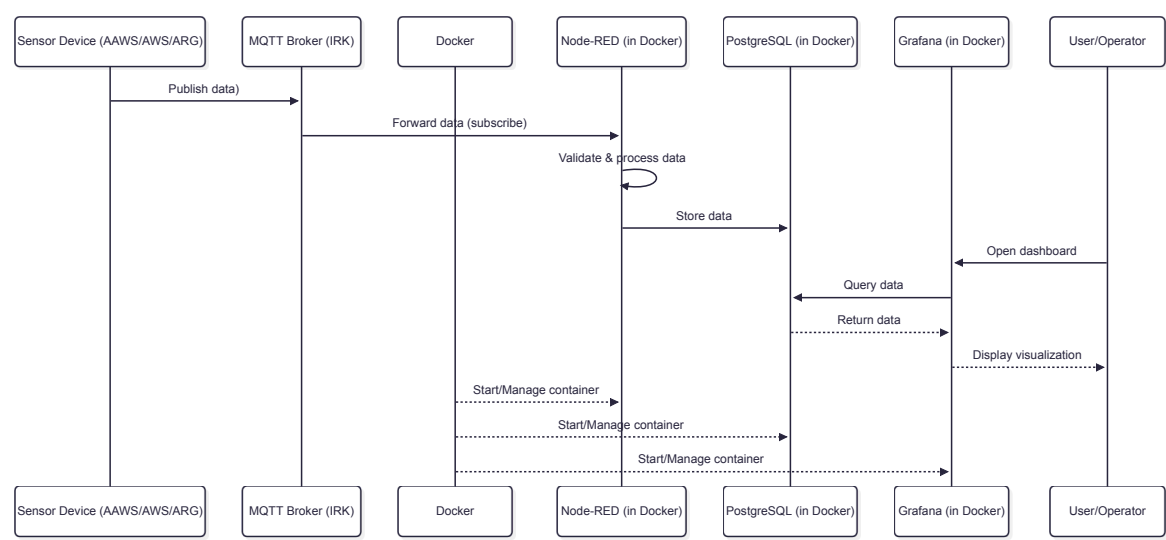 Sensor Device (AAWS/AWS/ARG)
MQTT Broker (IRK)
Docker
Node-RED (in Docker)
PostgreSQL (in Docker)
Grafana (in Docker)
User/Operator
Publish data)
Forward data (subscribe)
Validate & process data
Store data
Open dashboard
Query data
Return data
Display visualization
Start/Manage container
Start/Manage container
Start/Manage container
Sensor Device (AAWS/AWS/ARG)
MQTT Broker (IRK)
Docker
Node-RED (in Docker)
PostgreSQL (in Docker)
Grafana (in Docker)
User/Operator